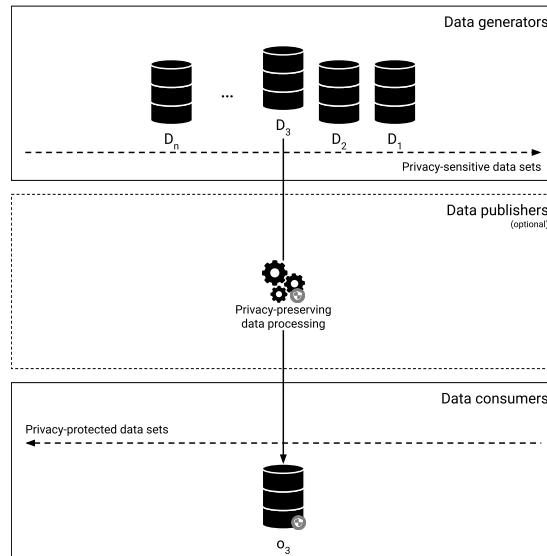 Data generators
...
D3
Dn
D2
D1
Privacy-sensitive data sets
Data publishers
(optional)
Privacy-preserving
data processing
Data consumers
Privacy-protected data sets
o3